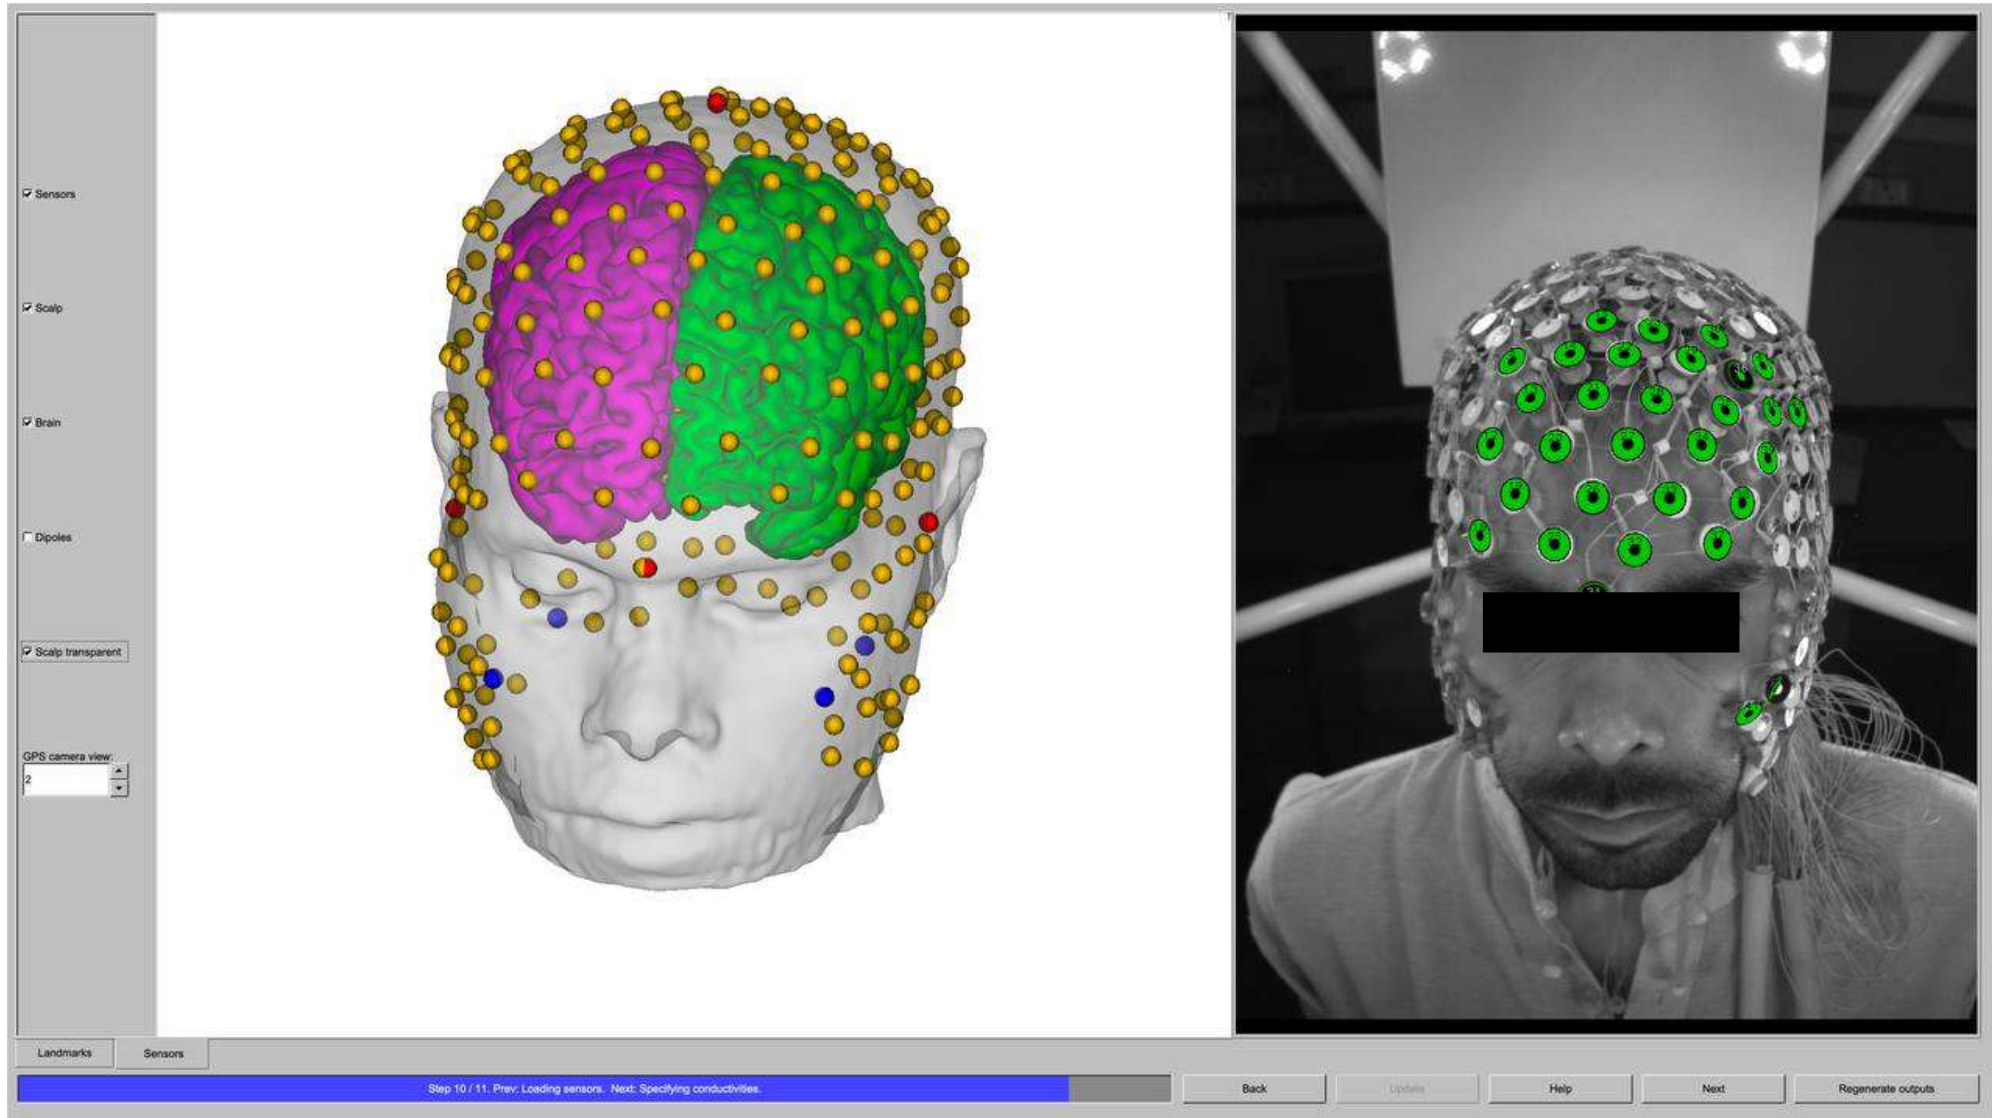 Sensors
Scalp
Brain
Dipoles
Scalp transparent
GPS camera view:
2
Landmarks
Sensors
Step 10 / 11. Prev: Loading sensors. Next: Specifying conductivities.
Back
Update
Help
Next
Regenerate outputs